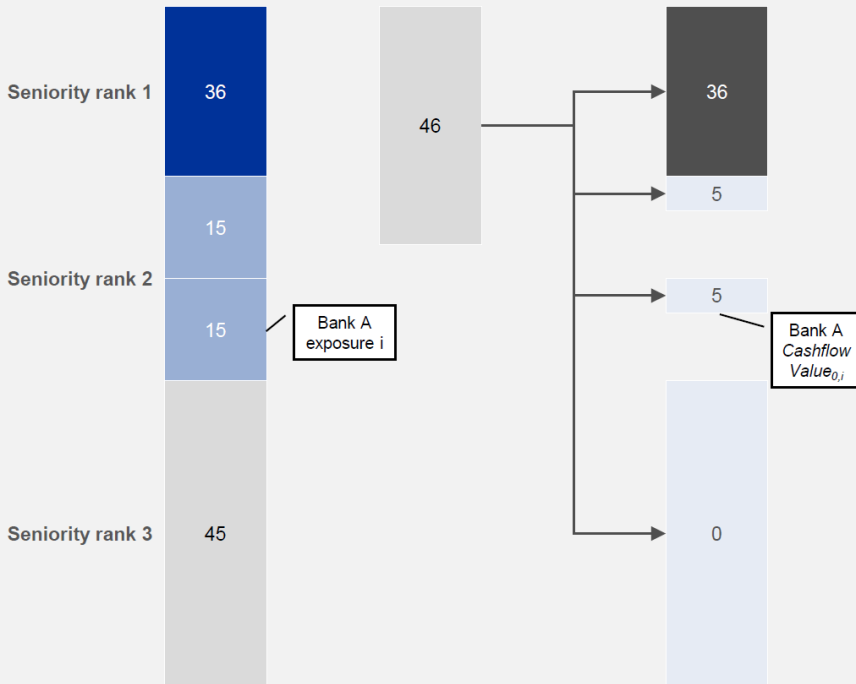 Seniority rank 1
36
46
36
5
15
Seniority rank 2
15
Bank A
exposure i
5
Bank A
Cashflow
Value0,i
Seniority rank 3
45
0